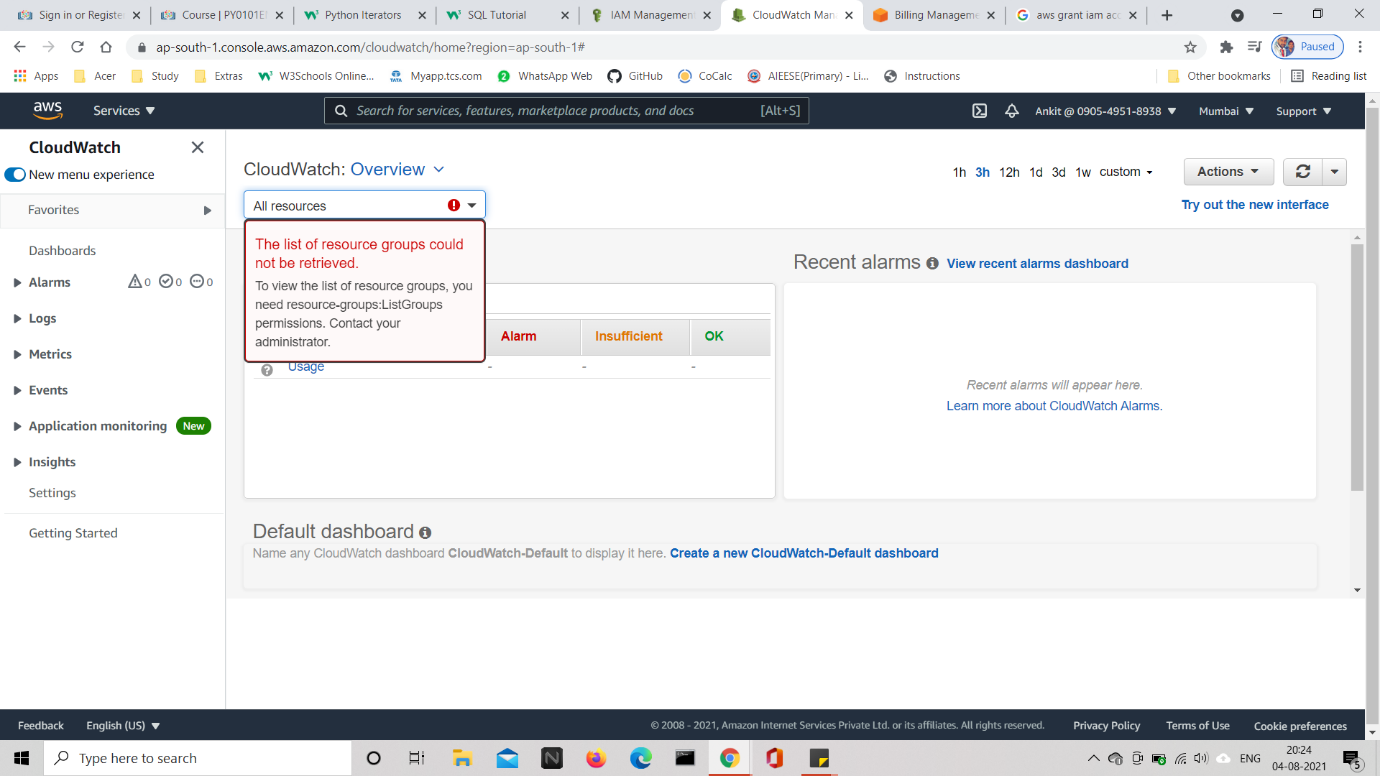 Sign in or Registe
Course | PY0101E
Python Iterators
SQL Tutorial
IAM Management
CloudWatch Man
Billing Manageme
aws grant iam acc
ap-south-1.console.aws.amazon.com/cloudwatch/home?region=ap-south-1#
Paused
Apps
Acer
Study
Extras
W3Schools Online...
Myapp.tcs.com
WhatsApp Web
GitHub
CoCalc
AIEESE(Primary) - Li...
Instructions
Other bookmarks
Reading list
aws
Services
Search for services, features, marketplace products, and docs
[Alt+S]
Ankit @ 0905-4951-8938
Mumbai
Support
CloudWatch
New menu experience
Favorites
Dashboards
Alarms
0
0
0
Logs
Metrics
Events
Application monitoring
New
Insights
Settings
Getting Started
CloudWatch: Overview
1h 3h 12h 1d 3d 1w custom
Actions
All resources
Try out the new interface
The list of resource groups could
not be retrieved.
To view the list of resource groups, you
need resource-groups:ListGroups
permissions. Contact your
administrator.
Alarm
Insufficient
OK
Usage
-
-
-
Recent alarms
View recent alarms dashboard
Recent alarms will appear here.
Learn more about CloudWatch Alarms.
Default dashboard
Name any CloudWatch dashboard CloudWatch-Default to display it here. Create a new CloudWatch-Default dashboard
Feedback
English (US)
© 2008 - 2021, Amazon Internet Services Private Ltd. or its affiliates. All rights reserved.
Privacy Policy
Terms of Use
Cookie preferences
Type here to search
ENG
20:24
04-08-2021
5